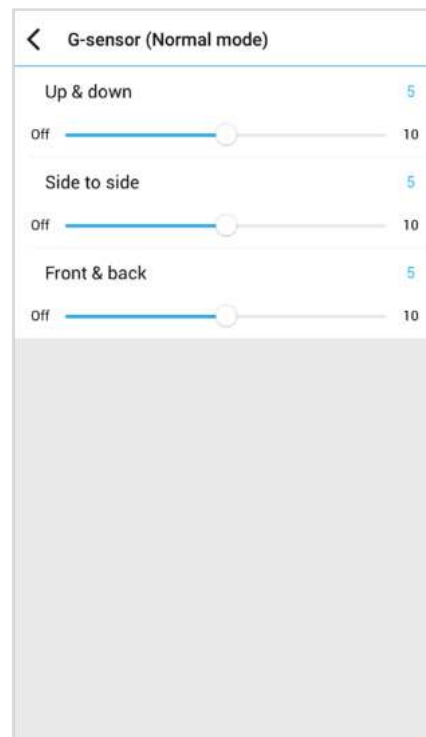 G-sensor (Normal mode)
Up & down 5
Off 10
Side to side 5
Off 10
Front & back 5
Off 10